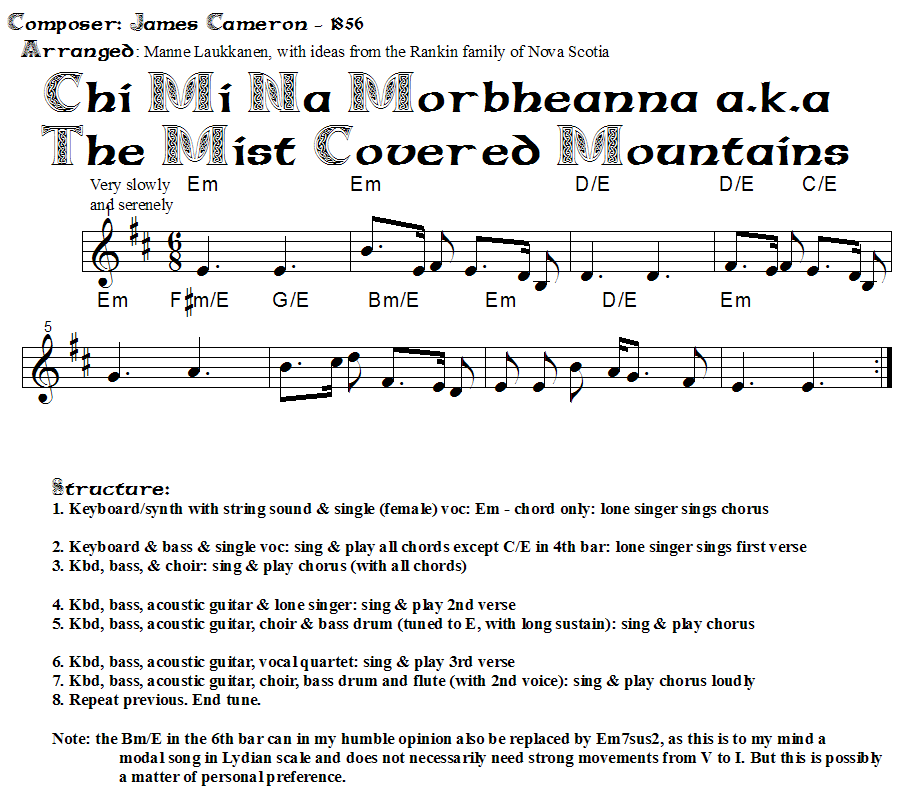 Composer: James Cameron - 1856
Arranged: Manne Laukkanen, with ideas from the Rankin family of Nova Scotia
Chi Mi Na Morbheanna a.k.a
The Mist Covered Mountains
Very slowly
and serenely
Em Em D/E D/E C/E
1
6
8
Em F#m/E G/E Bm/E Em D/E Em
5
Structure:
1. Keyboard/synth with string sound & single (female) voc: Em - chord only: lone singer sings chorus
2. Keyboard & bass & single voc: sing & play all chords except C/E in 4th bar: lone singer sings first verse
3. Kbd, bass, & choir: sing & play chorus (with all chords)
4. Kbd, bass, acoustic guitar & lone singer: sing & play 2nd verse
5. Kbd, bass, acoustic guitar, choir & bass drum (tuned to E, with long sustain): sing & play chorus
6. Kbd, bass, acoustic guitar, vocal quartet: sing & play 3rd verse
7. Kbd, bass, acoustic guitar, choir, bass drum and flute (with 2nd voice): sing & play chorus loudly
8. Repeat previous. End tune.
Note: the Bm/E in the 6th bar can in my humble opinion also be replaced by Em7sus2, as this is to my mind a
modal song in Lydian scale and does not necessarily need strong movements from V to I. But this is possibly
a matter of personal preference.